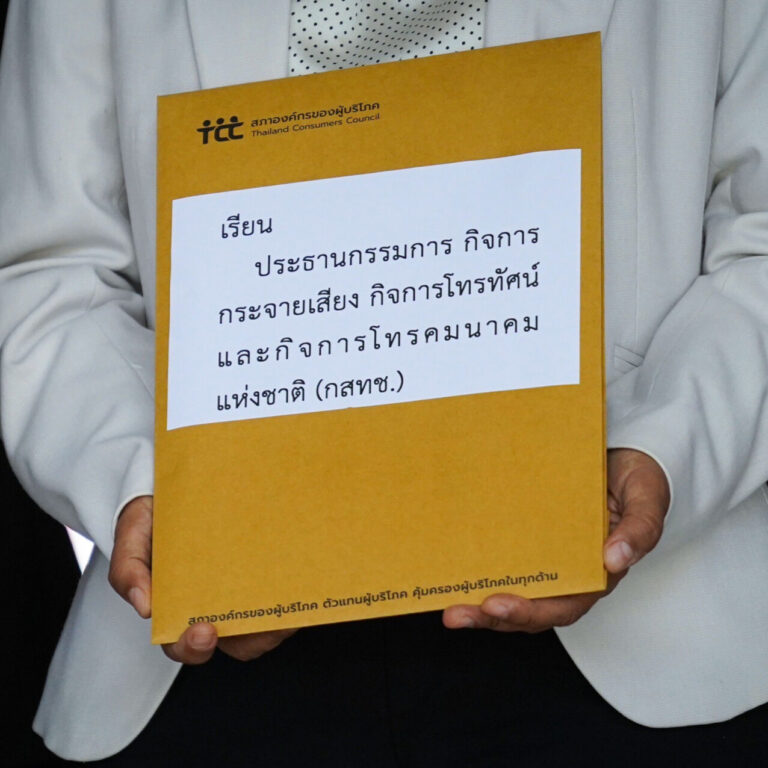 TCC สภาองค์กรของผู้บริโภค
Thailand Consumers Council
เรียน
ประธานกรรมการ กิจการ
กระจายเสียง กิจการโทรทัศน์
และกิจการโทรคมนาคม
แห่งชาติ (กสทช.)
สภาองค์กรของผู้บริโภค ตัวแทนผู้บริโภค คุ้มครองผู้บริโภคในทุกด้าน